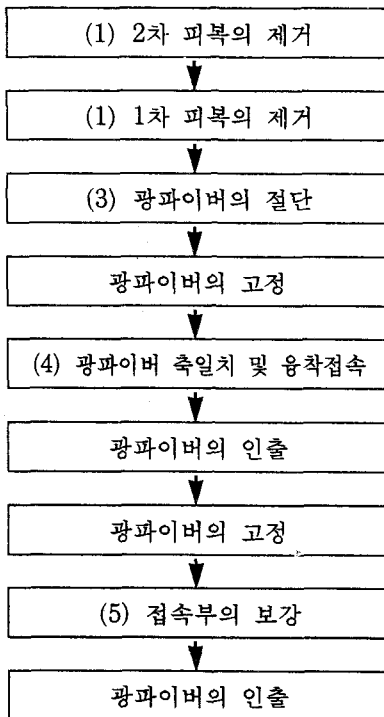 (1) 2차 피복의 제거
(1) 1차 피복의 제거
(3) 광파이버의 절단
광파이버의 고정
(4) 광파이버 축일치 및 융착접속
광파이버의 인출
광파이버의 고정
(5) 접속부의 보강
광파이버의 인출